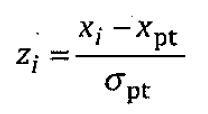 z_i = (x_i − x_pt) / σ_pt